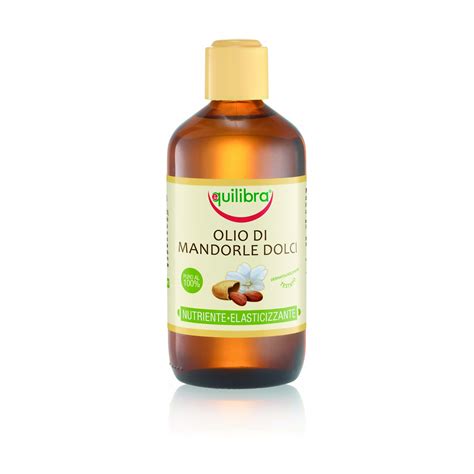 equilibra®
OLIO DI
MANDORLE DOLCI
PURO AL
100%
NUTRIENTE•ELASTICIZZANTE